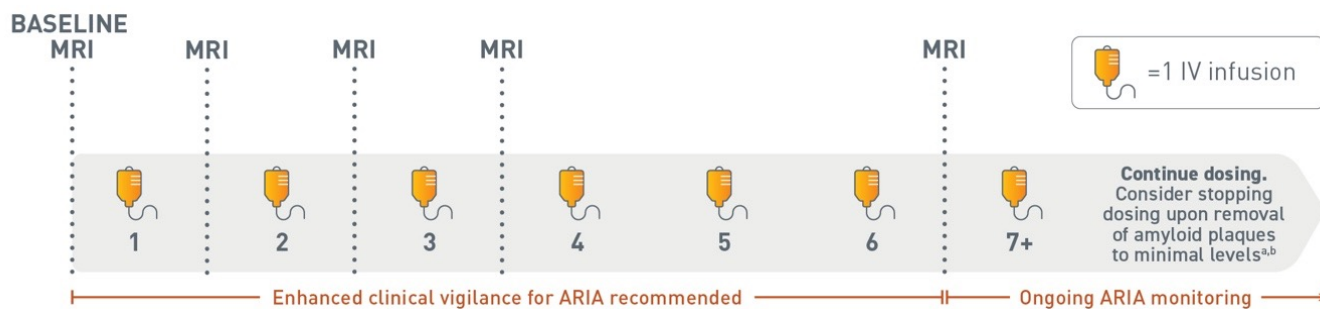 BASELINE
MRI
MRI
MRI
MRI
MRI
=1 IV infusion
1
2
3
4
5
6
7+
Continue dosing.
Consider stopping
dosing upon removal
of amyloid plaques
to minimal levelsᵃ,ᵇ
Enhanced clinical vigilance for ARIA recommended
Ongoing ARIA monitoring